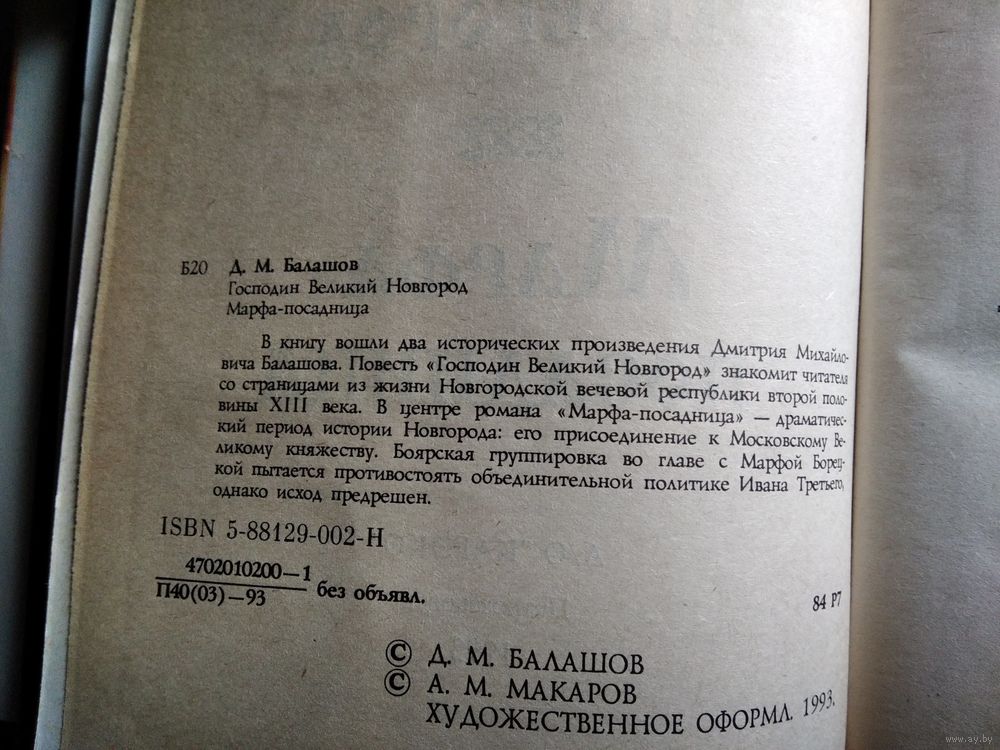 Б20 Д. М. Балашов
Господин Великий Новгород
Марфа-посадница
В книгу вошли два исторических произведения Дмитрия Михайло-
вича Балашова. Повесть «Господин Великий Новгород» знакомит читателя
со страницами из жизни Новгородской вечевой республики второй поло-
вины XIII века. В центре романа «Марфа-посадница» — драматичес-
кий период истории Новгорода: его присоединение к Московскому Ве-
ликому княжеству. Боярская группировка во главе с Марфой Борец-
кой пытается противостоять объединительной политике Ивана Третьего,
однако исход предрешен.
ISBN 5-88129-002-Н
4702010200—1
П40(03)—93 без объявл.
84 Р7
© Д. М. БАЛАШОВ
© А. М. МАКАРОВ
ХУДОЖЕСТВЕННОЕ ОФОРМЛ. 1993.
www.ay.by